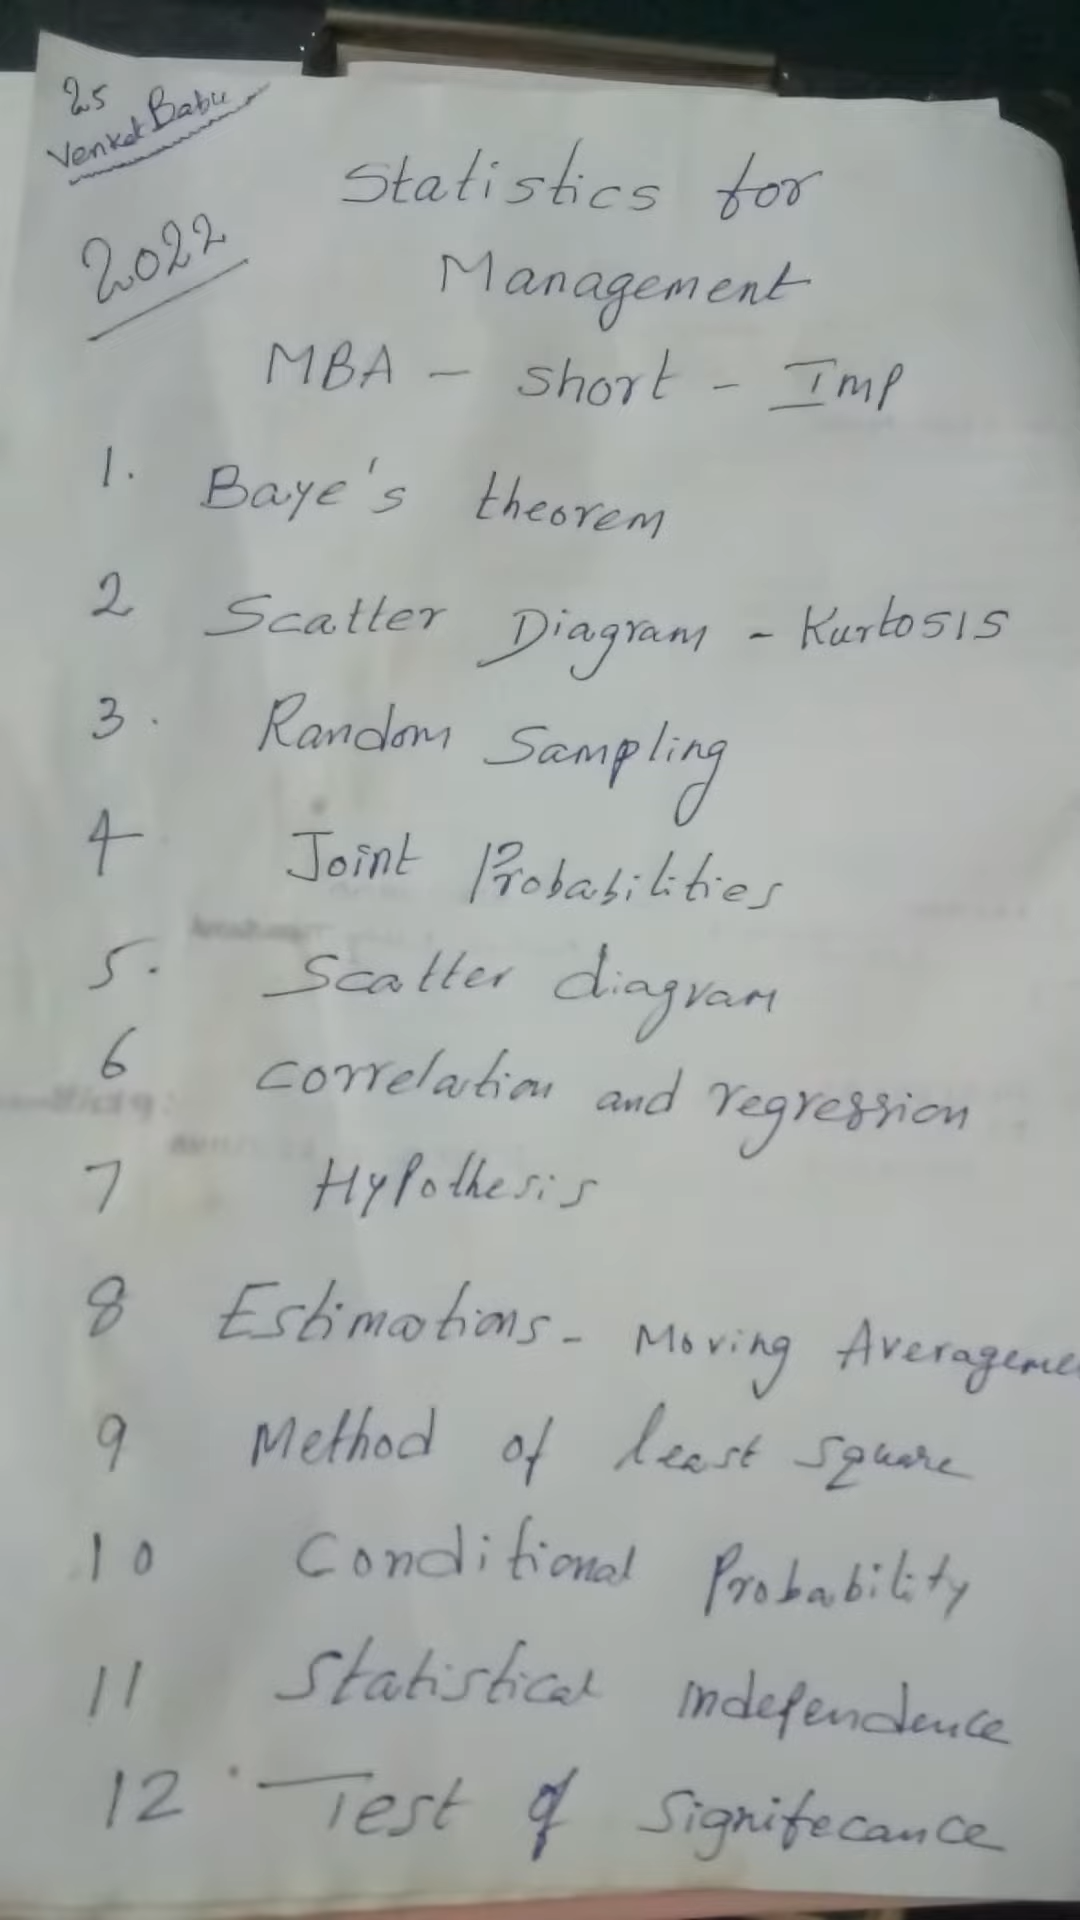 25
Venkat Babu
2022
Statistics for
Management
MBA - short - Imp
1. Baye's theorem
2 Scatter Diagram - Kurtosis
3. Random Sampling
4 Joint Probabilities
5. Scatter diagram
6 correlation and regression
7 Hypothesis
8 Estimations - Moving Averageme
9 Method of least square
10 Conditional Probability
11 Statistical independence
12. Test of Signifecance